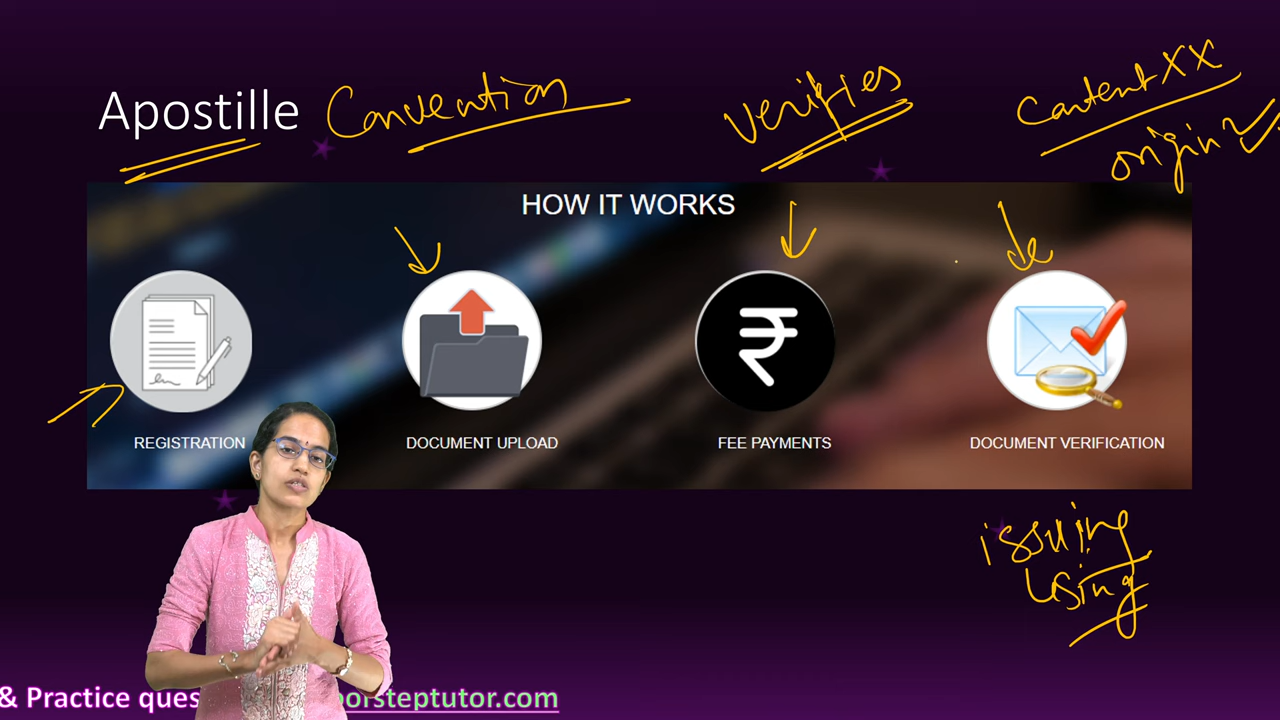 Apostille Convention
verifies
Content XX
origin
HOW IT WORKS
REGISTRATION
DOCUMENT UPLOAD
FEE PAYMENTS
DOCUMENT VERIFICATION
issuing
using
& Practice ques
orsteptutor.com